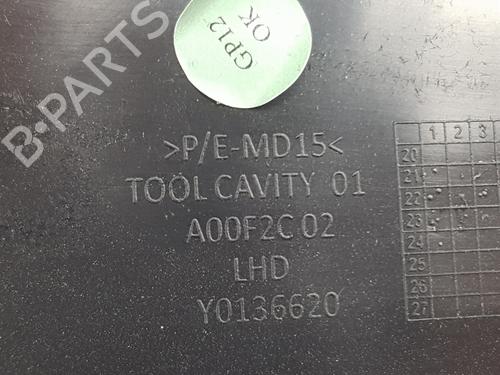 GP12
OK
>P/E-MD15<
TOOL CAVITY 01
A00F2C 02
LHD
Y0136620
1 2 3
20
21
22
23
24
25
26
27
B-PARTS